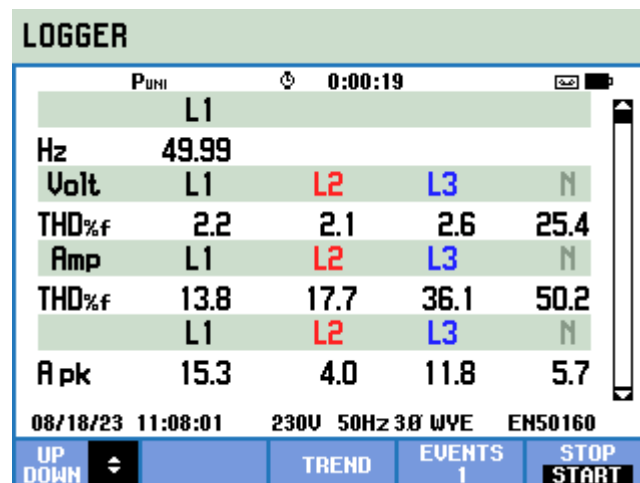 LOGGER
PUNI 0:00:19
L1
Hz 49.99
Volt L1 L2 L3 N
THD%f 2.2 2.1 2.6 25.4
Amp L1 L2 L3 N
THD%f 13.8 17.7 36.1 50.2
L1 L2 L3 N
A pk 15.3 4.0 11.8 5.7
08/18/23 11:08:01 230V 50Hz 3Ø WYE EN50160
UP DOWN TREND EVENTS 1 STOP START